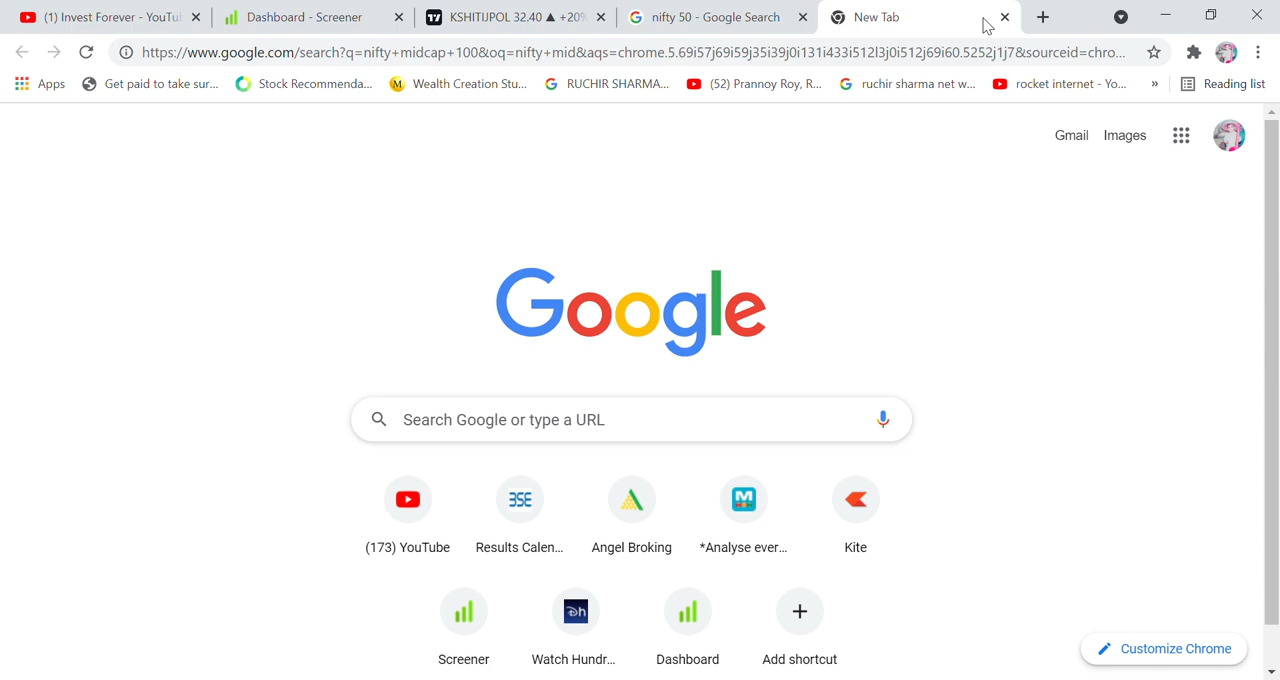 (1) Invest Forever - YouTu
Dashboard - Screener
KSHITIJPOL 32.40 ▲ +20%
nifty 50 - Google Search
New Tab
https://www.google.com/search?q=nifty+midcap+100&oq=nifty+mid&aqs=chrome.5.69i57j69i59j35i39j0i131i433i512l3j0i512j69i60.5252j1j7&sourceid=chro...
Apps
Get paid to take sur...
Stock Recommenda...
Wealth Creation Stu...
RUCHIR SHARMA...
(52) Prannoy Roy, R...
ruchir sharma net w...
rocket internet - Yo...
»
Reading list
Gmail
Images
Google
Search Google or type a URL
(173) YouTube
Results Calen...
Angel Broking
*Analyse ever...
Kite
Screener
Watch Hundr...
Dashboard
Add shortcut
Customize Chrome